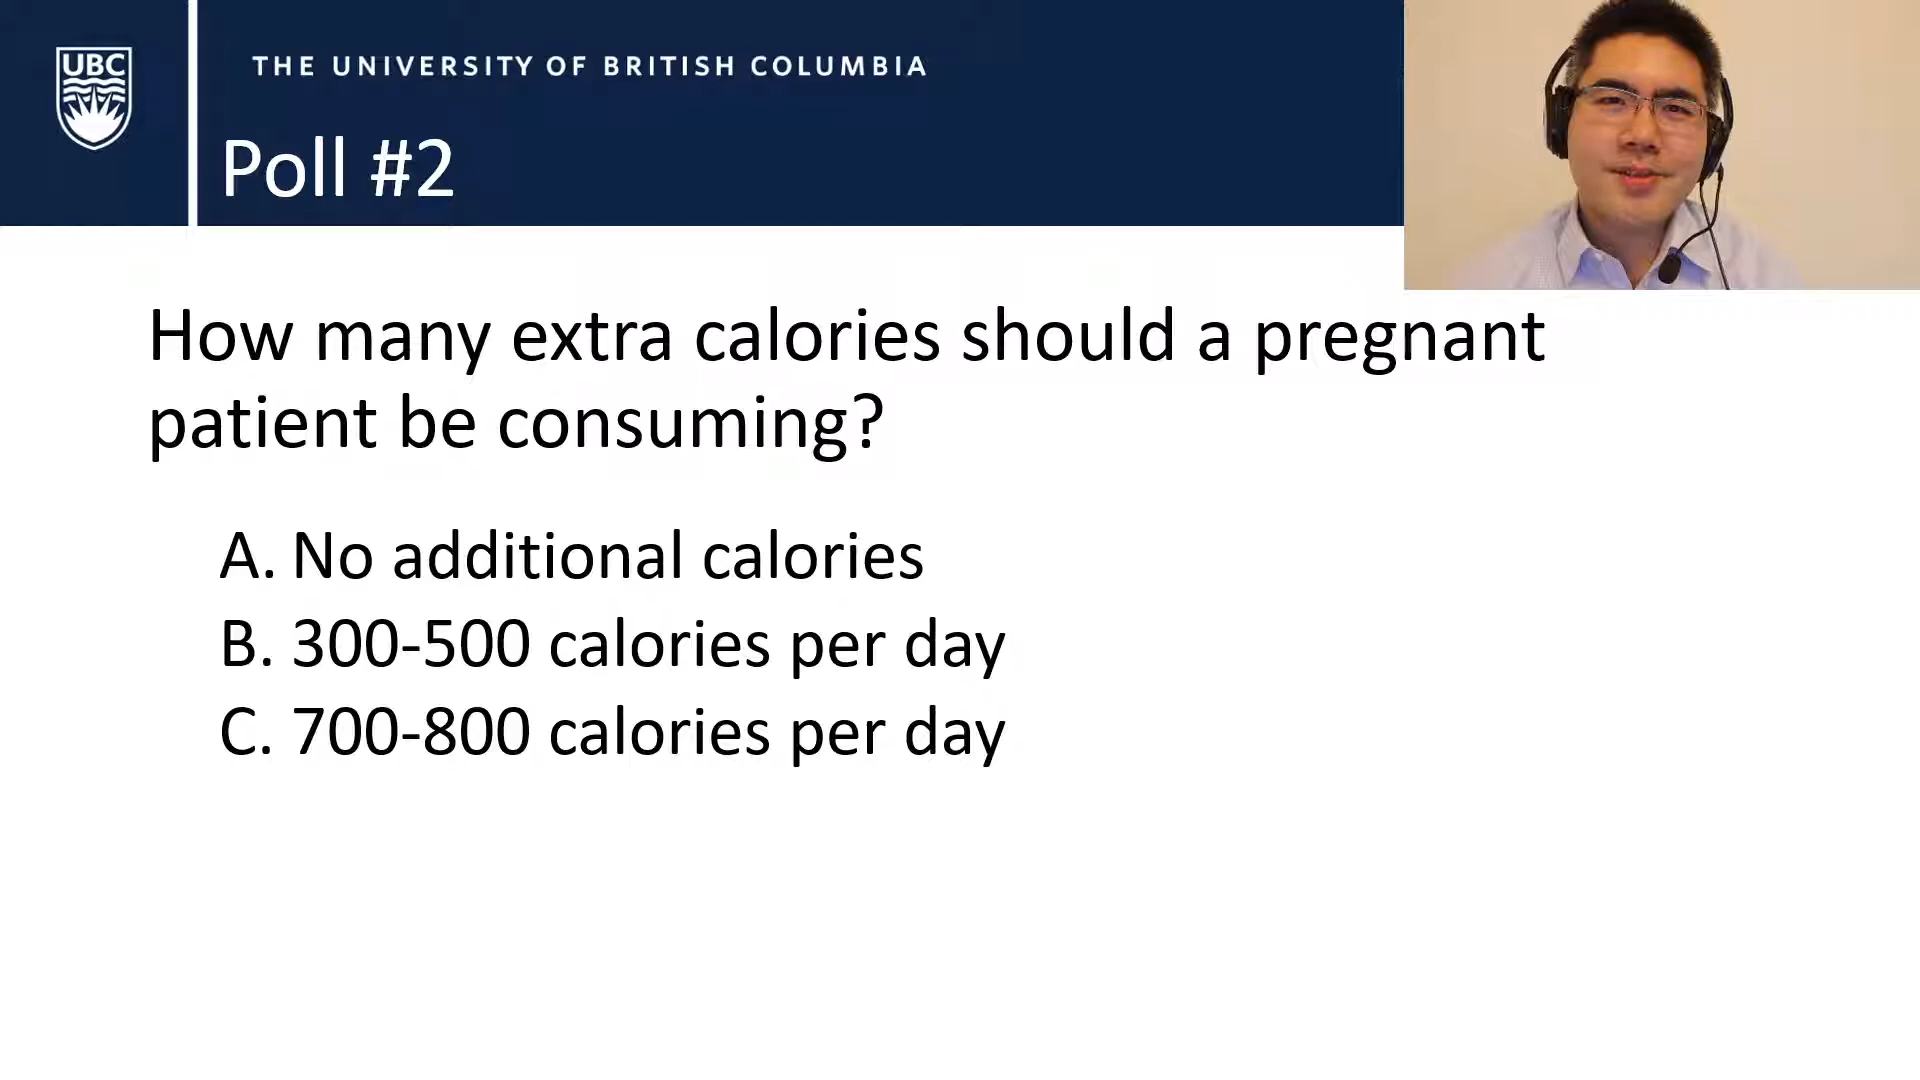 UBC
THE UNIVERSITY OF BRITISH COLUMBIA
Poll #2
How many extra calories should a pregnant
patient be consuming?
A. No additional calories
B. 300-500 calories per day
C. 700-800 calories per day